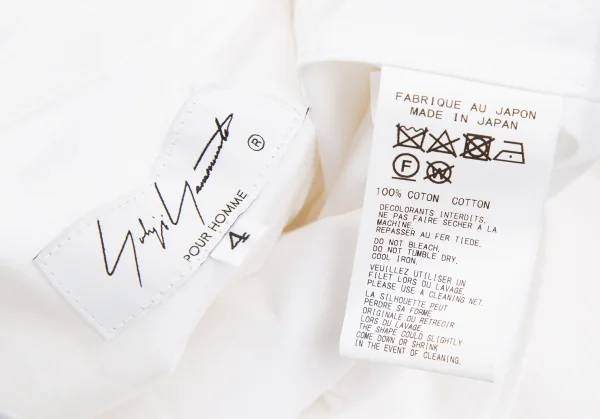 Yohji Yamamoto ®
POUR HOMME
4
FABRIQUE AU JAPON
MADE IN JAPAN
F W
100% COTON COTTON
DECOLORANTS INTERDITS.
NE PAS FAIRE SECHER A LA
MACHINE.
REPASSER AU FER TIEDE.
DO NOT BLEACH.
DO NOT TUMBLE DRY.
COOL IRON.
VEUILLEZ UTILISER UN
FILET LORS DU LAVAGE
PLEASE USE A CLEANING NET.
LA SILHOUETTE PEUT
PERDRE SA FORME
ORIGINALE OU RETRECIR
LORS DU LAVAGE.
THE SHAPE COULD SLIGHTLY
COME DOWN OR SHRINK
IN THE EVENT OF CLEANING.